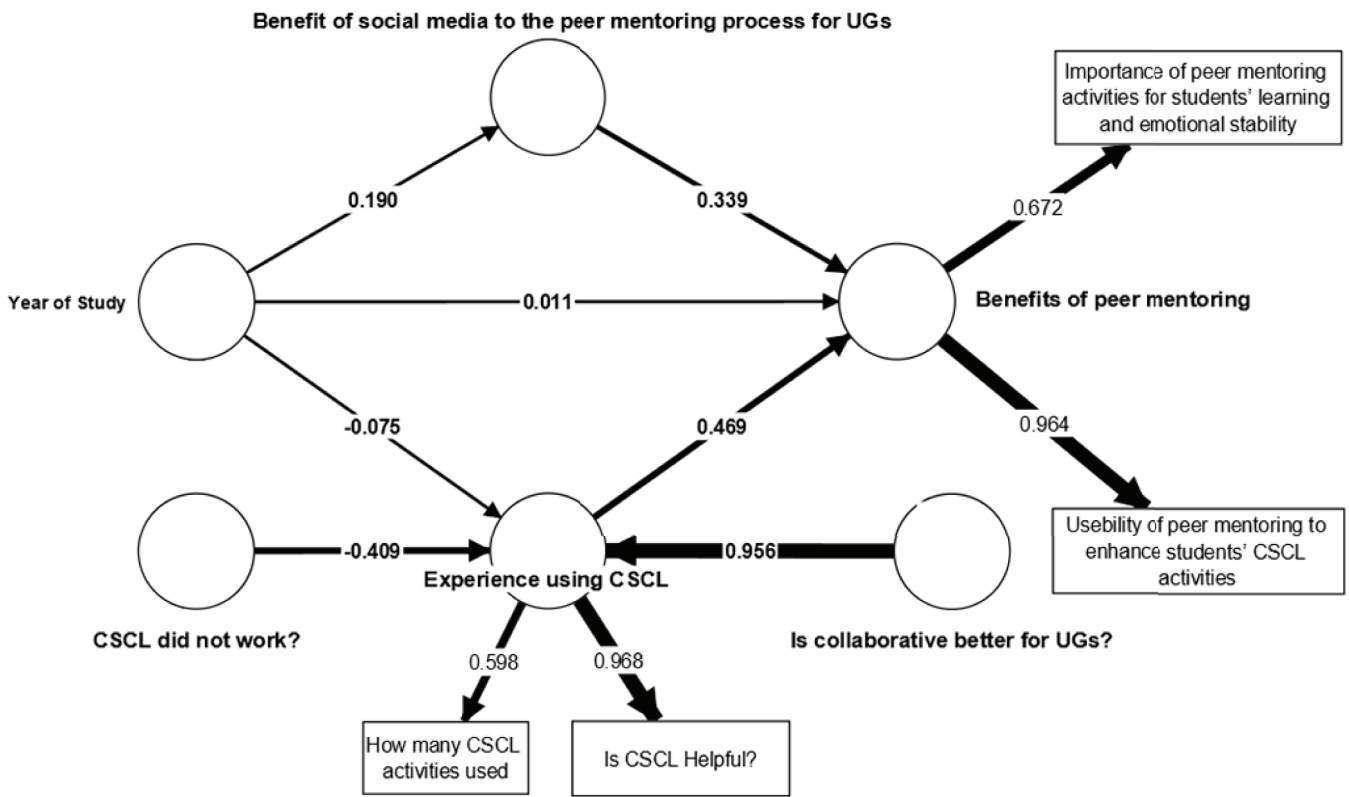 Benefit of social media to the peer mentoring process for UGs
Importance of peer mentoring
activities for students' learning
and emotional stability
0.190
0.339
0.672
Year of Study
0.011
Benefits of peer mentoring
-0.075
0.469
0.964
-0.409
0.956
Usebility of peer mentoring to
enhance students' CSCL
activities
Experience using CSCL
CSCL did not work?
Is collaborative better for UGs?
0.598
0.968
How many CSCL
activities used
Is CSCL Helpful?